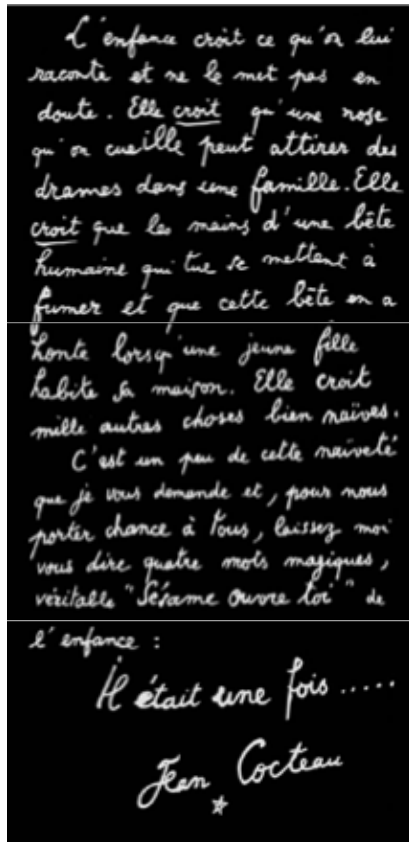 L'enfance croit ce qu'on lui
raconte et ne le met pas en
doute. Elle croit qu'une rose
qu'on cueille peut attirer des
drames dans une famille. Elle
croit que les mains d'une bête
humaine qui tue se mettent à
fumer et que cette bête en a
honte lorsqu'une jeune fille
habite sa maison. Elle croit
mille autres choses bien naïves.
C'est un peu de cette naïveté
que je vous demande et, pour nous
porter chance à tous, laissez moi
vous dire quatre mots magiques,
véritable "Sésame ouvre toi" de
l'enfance :
Il était une fois .....
Jean Cocteau